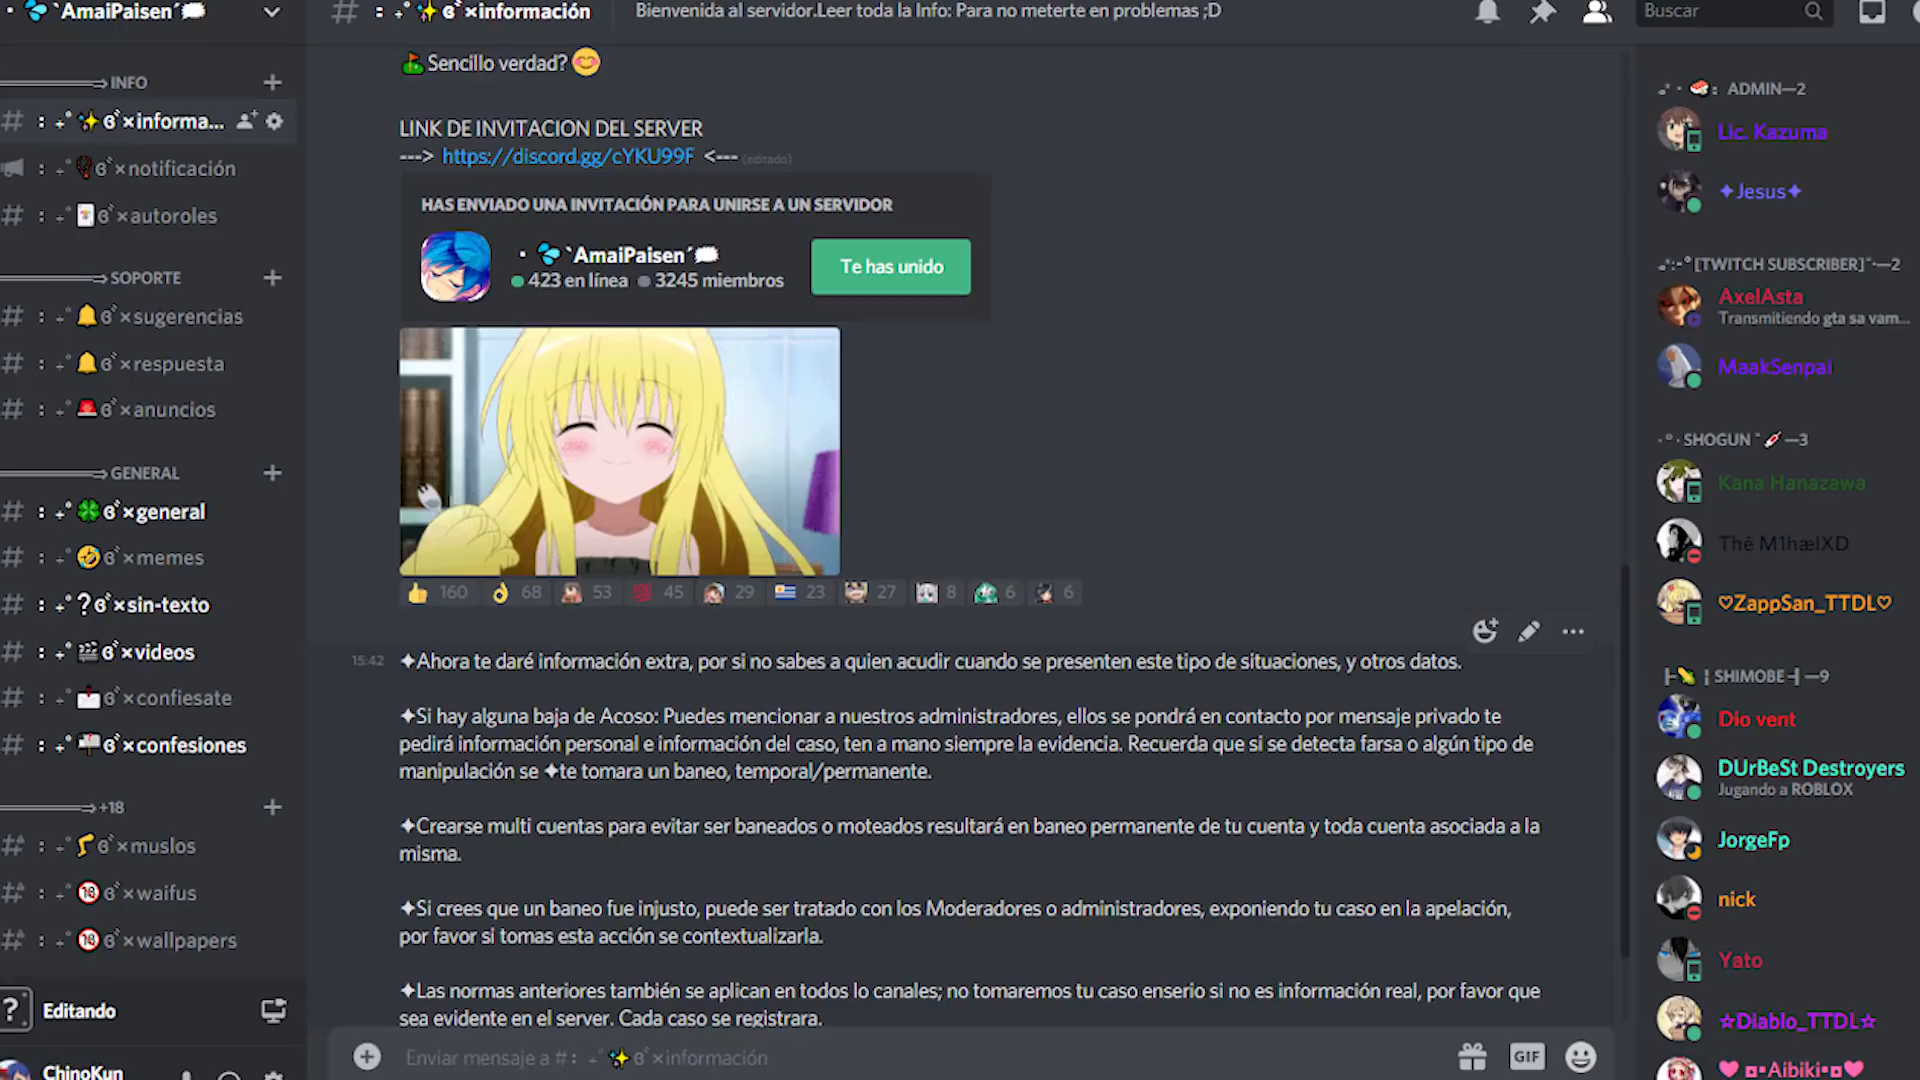 `AmaiPaisen´
INFO
informa...
notificación
autoroles
SOPORTE
sugerencias
respuesta
anuncios
GENERAL
general
memes
sin-texto
videos
confiesate
confesiones
+18
muslos
waifus
wallpapers
Editando
ChinoKun
# información
Bienvenida al servidor.Leer toda la Info: Para no meterte en problemas ;D
Buscar
Sencillo verdad?
LINK DE INVITACION DEL SERVER
---> https://discord.gg/cYKU99F <--- (editado)
HAS ENVIADO UNA INVITACIÓN PARA UNIRSE A UN SERVIDOR
`AmaiPaisen´
423 en línea 3245 miembros
Te has unido
160 68 53 45 29 23 27 8 6 6
15:42 ✦Ahora te daré información extra, por si no sabes a quien acudir cuando se presenten este tipo de situaciones, y otros datos.
✦Si hay alguna baja de Acoso: Puedes mencionar a nuestros administradores, ellos se pondrá en contacto por mensaje privado te
pedirá información personal e información del caso, ten a mano siempre la evidencia. Recuerda que si se detecta farsa o algún tipo de
manipulación se ✦te tomara un baneo, temporal/permanente.
✦Crearse multi cuentas para evitar ser baneados o moteados resultará en baneo permanente de tu cuenta y toda cuenta asociada a la
misma.
✦Si crees que un baneo fue injusto, puede ser tratado con los Moderadores o administradores, exponiendo tu caso en la apelación,
por favor si tomas esta acción se contextualizarla.
✦Las normas anteriores también se aplican en todos lo canales; no tomaremos tu caso enserio si no es información real, por favor que
sea evidente en el server. Cada caso se registrara.
Enviar mensaje a #: información
GIF
ADMIN—2
Lic. Kazuma
✦Jesus✦
[TWITCH SUBSCRIBER]—2
AxelAsta
Transmitiendo gta sa vam...
MaakSenpai
SHOGUN—3
Kana Hanazawa
Thē M1hælXD
♡ZappSan_TTDL♡
SHIMOBE—9
Dio vent
DUrBeSt Destroyers
Jugando a ROBLOX
JorgeFp
nick
Yato
☆Diablo_TTDL☆
Aibiki